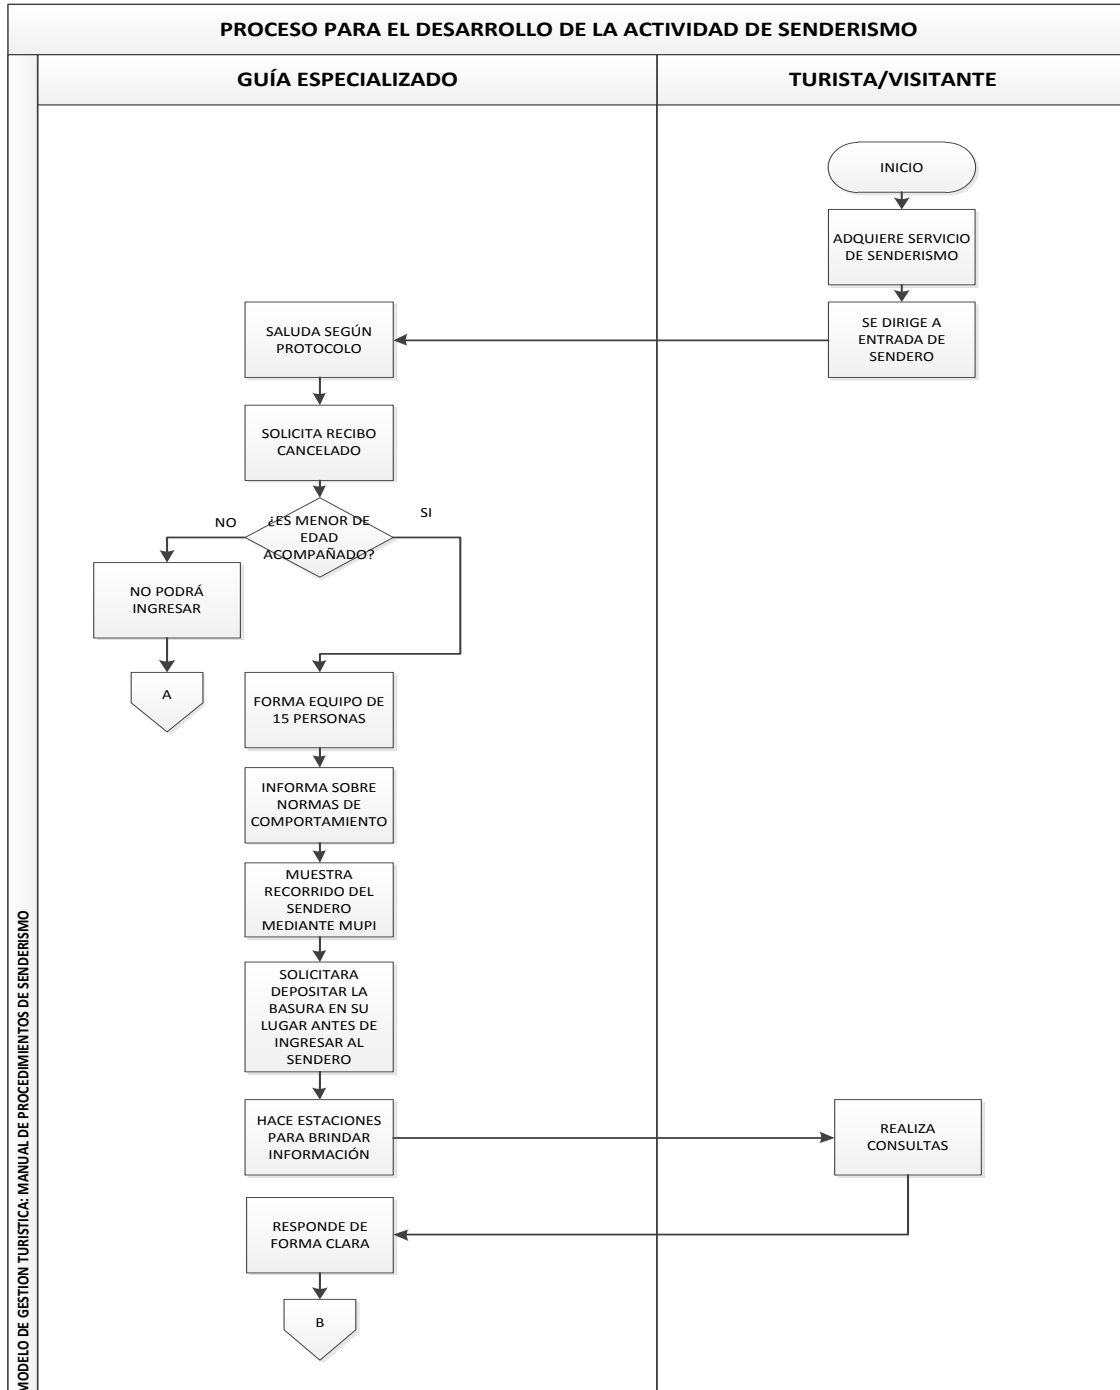 PROCESO PARA EL DESARROLLO DE LA ACTIVIDAD DE SENDERISMO
GUÍA ESPECIALIZADO
TURISTA/VISITANTE
INICIO
ADQUIERE SERVICIO
DE SENDERISMO
SE DIRIGE A
ENTRADA DE
SENDERO
SALUDA SEGÚN
PROTOCOLO
SOLICITA RECIBO
CANCELADO
¿ES MENOR DE
EDAD
ACOMPAÑADO?
NO
SI
NO PODRÁ
INGRESAR
A
FORMA EQUIPO DE
15 PERSONAS
INFORMA SOBRE
NORMAS DE
COMPORTAMIENTO
MUESTRA
RECORRIDO DEL
SENDERO
MEDIANTE MUPI
SOLICITARA
DEPOSITAR LA
BASURA EN SU
LUGAR ANTES DE
INGRESAR AL
SENDERO
HACE ESTACIONES
PARA BRINDAR
INFORMACIÓN
REALIZA
CONSULTAS
RESPONDE DE
FORMA CLARA
B
MODELO DE GESTION TURISTICA: MANUAL DE PROCEDIMIENTOS DE SENDERISMO